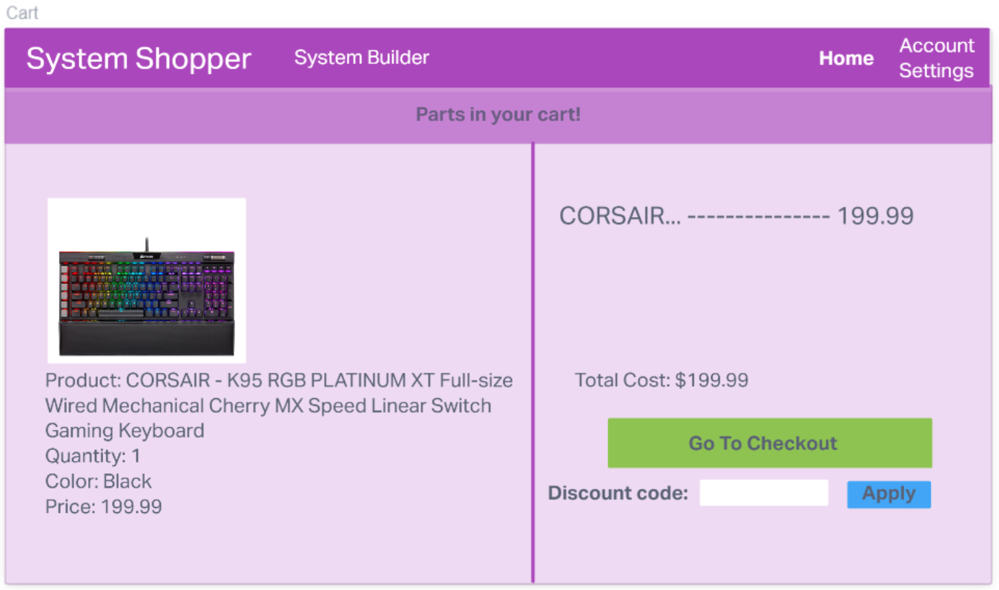 Cart
System Shopper
System Builder
Home
Account
Settings
Parts in your cart!
Product: CORSAIR - K95 RGB PLATINUM XT Full-size
Wired Mechanical Cherry MX Speed Linear Switch
Gaming Keyboard
Quantity: 1
Color: Black
Price: 199.99
CORSAIR... --------------- 199.99
Total Cost: $199.99
Go To Checkout
Discount code:
Apply